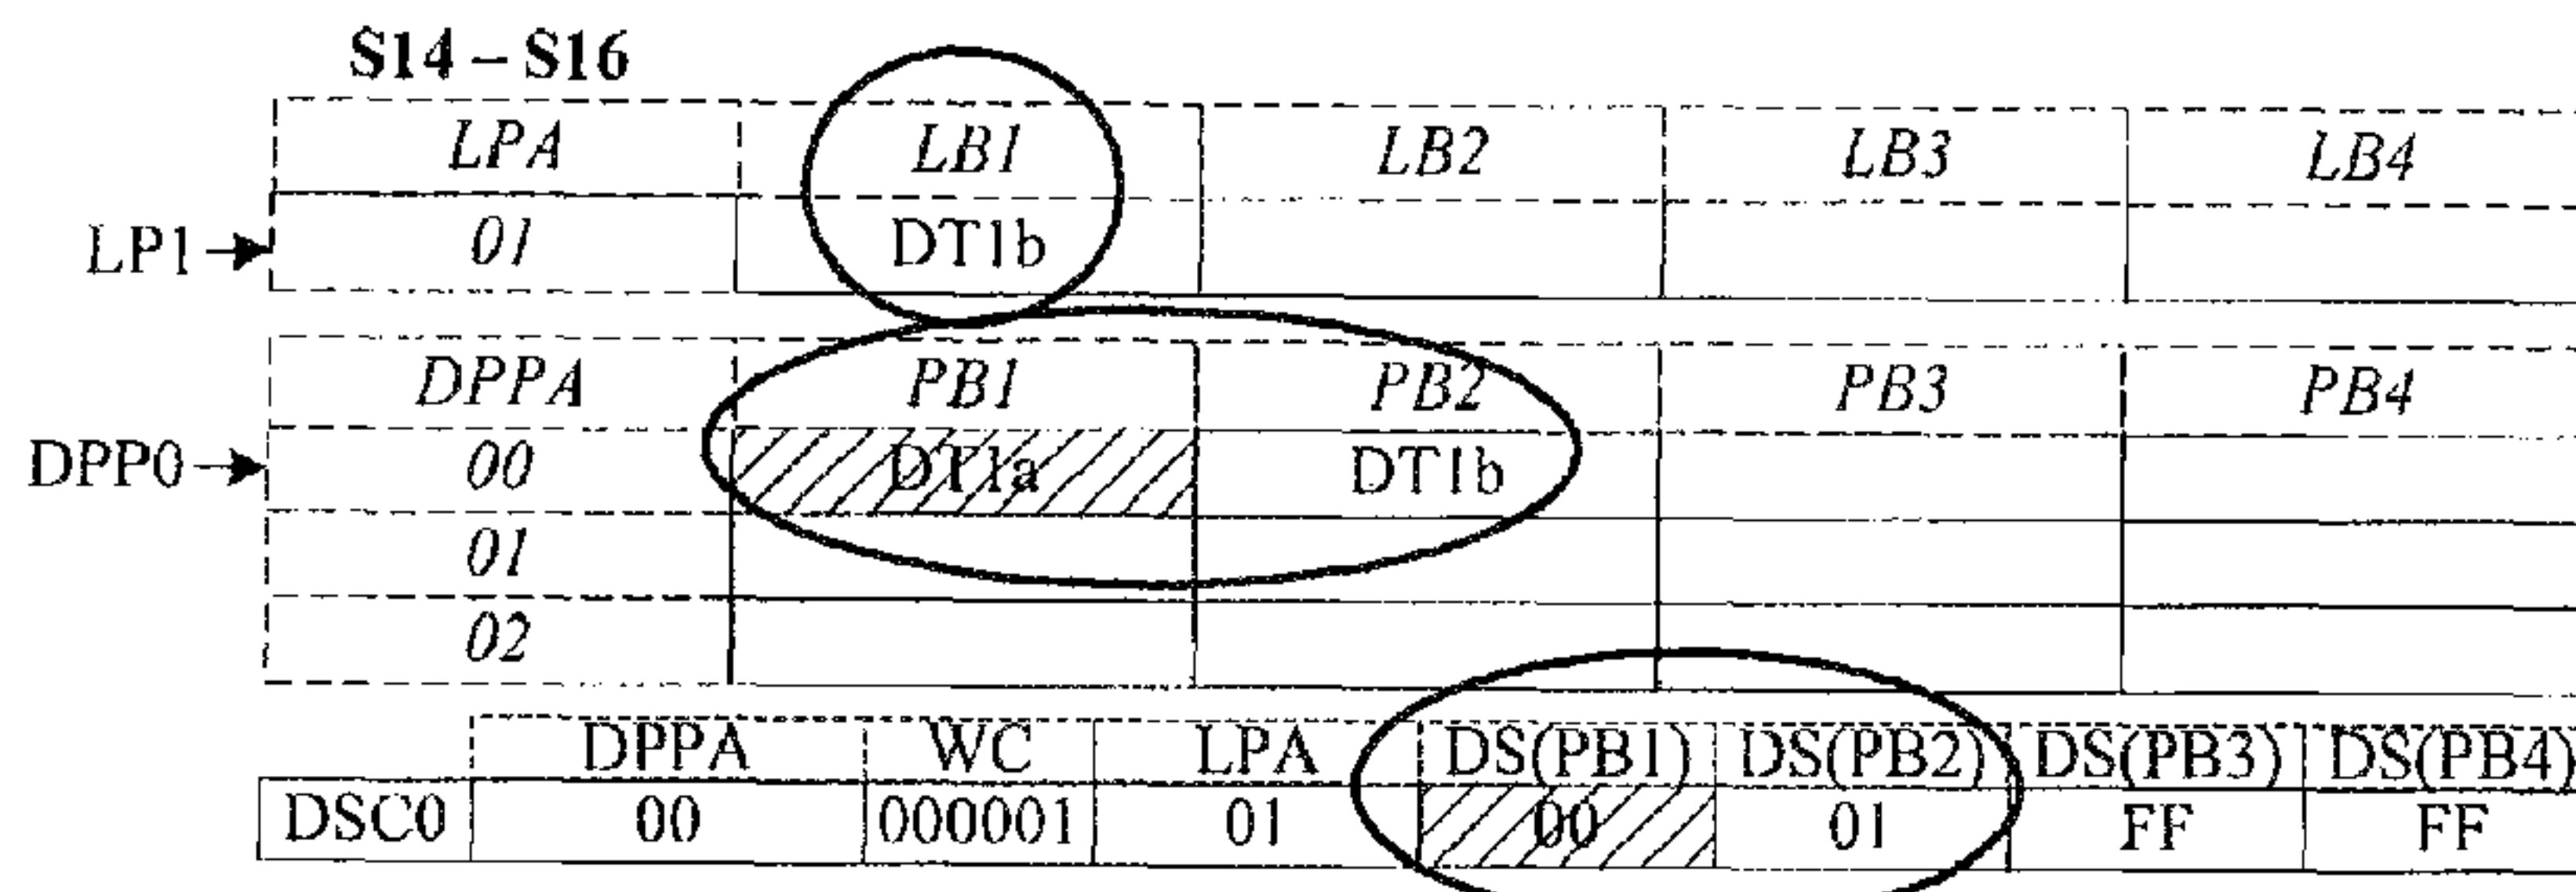 S14 – S16
LPA LB1 LB2 LB3 LB4
LP1 01 DT1b
DPPA PB1 PB2 PB3 PB4
DPP0 00 DT1a DT1b
01
02
DPPA WC LPA DS(PB1) DS(PB2) DS(PB3) DS(PB4)
DSC0 00 000001 01 00 01 FF FF